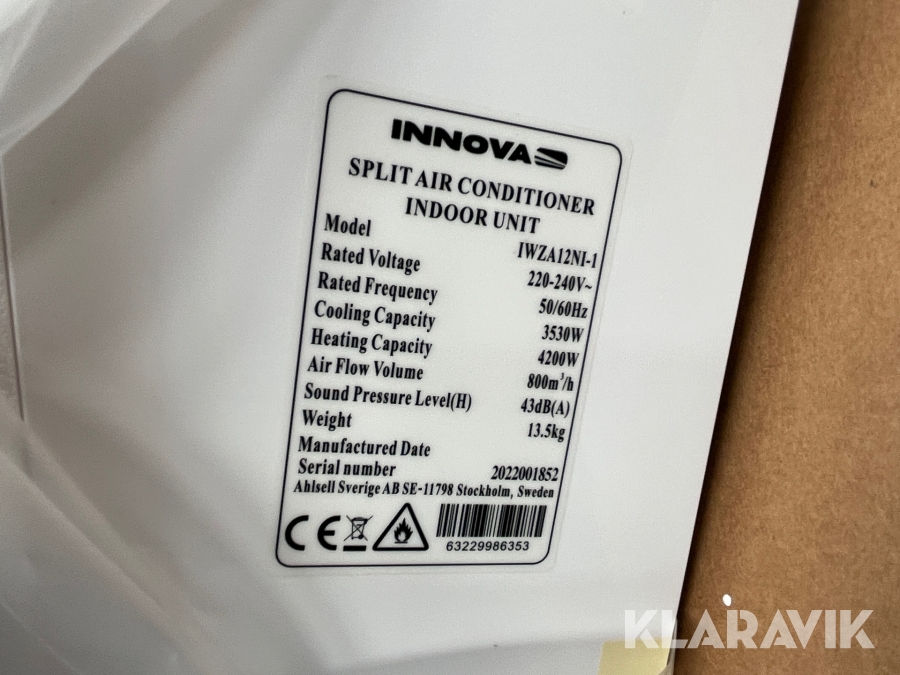 INNOVA
SPLIT AIR CONDITIONER
INDOOR UNIT
Model IWZA12NI-1
Rated Voltage 220-240V~
Rated Frequency 50/60Hz
Cooling Capacity 3530W
Heating Capacity 4200W
Air Flow Volume 800m³/h
Sound Pressure Level(H) 43dB(A)
Weight 13.5kg
Manufactured Date
Serial number 2022001852
Ahlsell Sverige AB SE-11798 Stockholm, Sweden
CE
63229986353
KLARAVIK